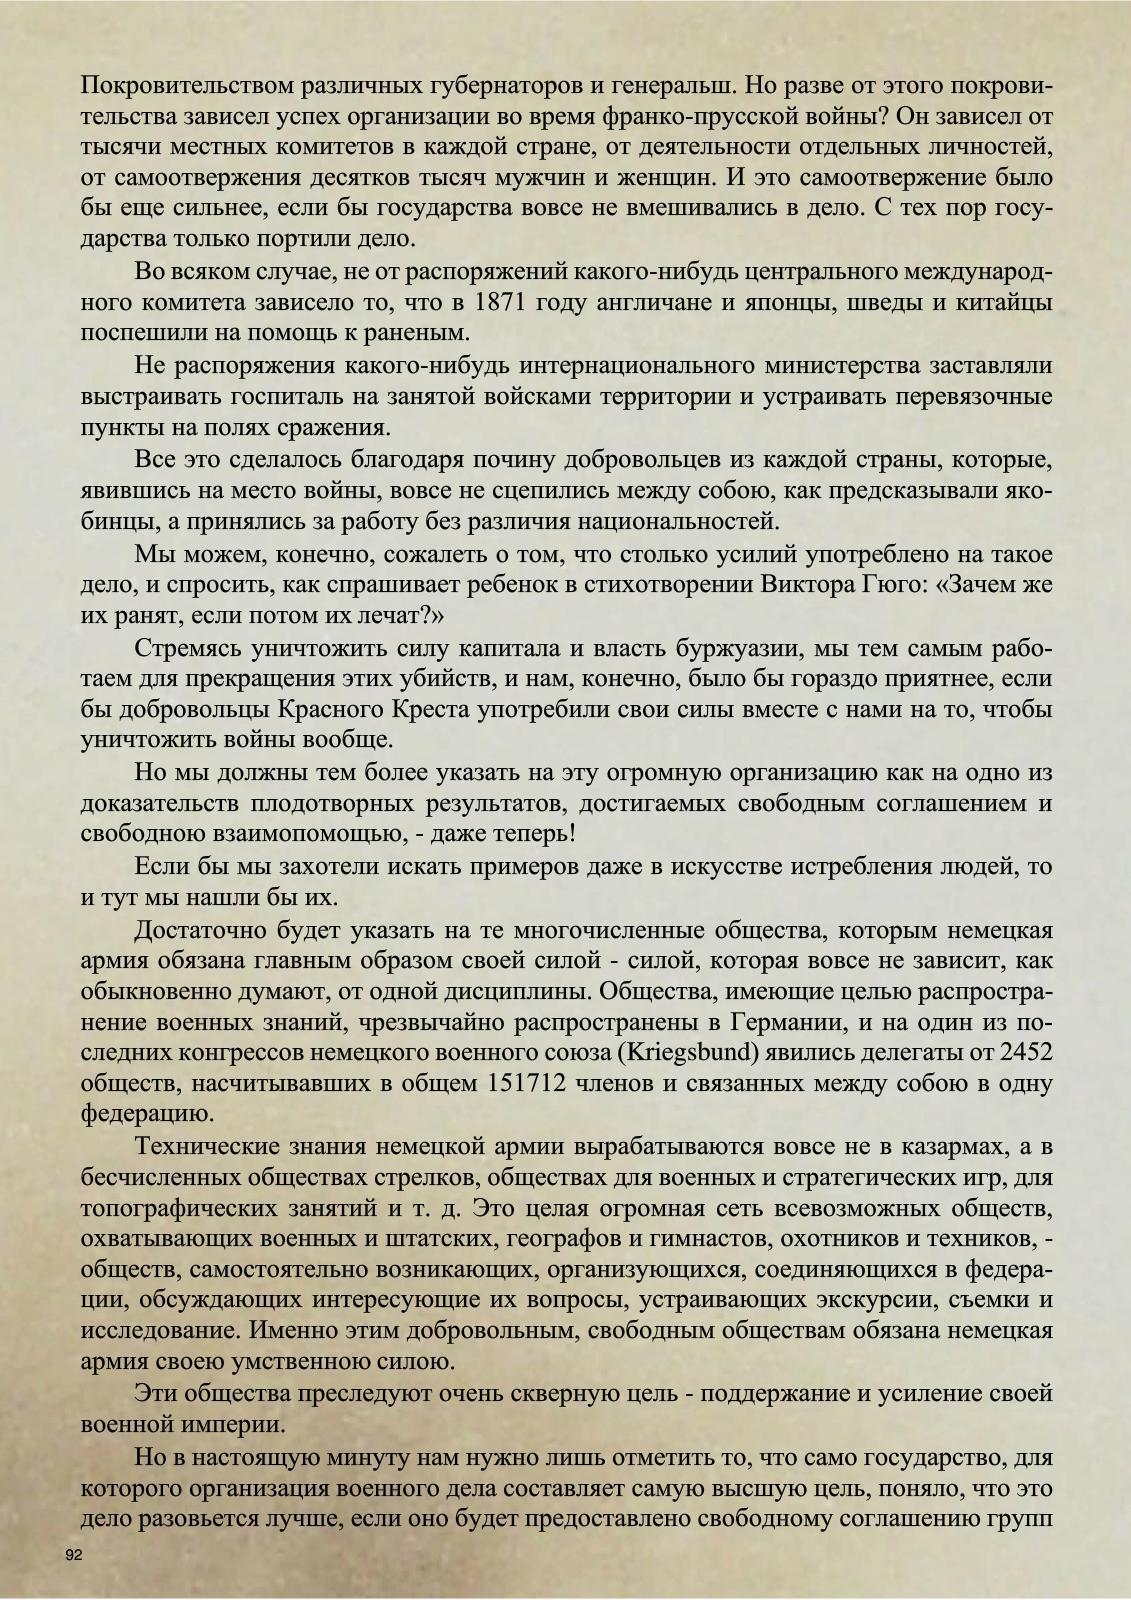 Покровительством различных губернаторов и генеральш. Но разве от этого покрови-
тельства зависел успех организации во время франко-прусской войны? Он зависел от
тысячи местных комитетов в каждой стране, от деятельности отдельных личностей,
от самоотвержения десятков тысяч мужчин и женщин. И это самоотвержение было
бы еще сильнее, если бы государства вовсе не вмешивались в дело. С тех пор госу-
дарства только портили дело.
Во всяком случае, не от распоряжений какого-нибудь центрального международ-
ного комитета зависело то, что в 1871 году англичане и японцы, шведы и китайцы
поспешили на помощь к раненым.
Не распоряжения какого-нибудь интернационального министерства заставляли
выстраивать госпиталь на занятой войсками территории и устраивать перевязочные
пункты на полях сражения.
Все это сделалось благодаря почину добровольцев из каждой страны, которые,
явившись на место войны, вовсе не сцепились между собою, как предсказывали яко-
бинцы, а принялись за работу без различия национальностей.
Мы можем, конечно, сожалеть о том, что столько усилий употреблено на такое
дело, и спросить, как спрашивает ребенок в стихотворении Виктора Гюго: «Зачем же
их ранят, если потом их лечат?»
Стремясь уничтожить силу капитала и власть буржуазии, мы тем самым рабо-
таем для прекращения этих убийств, и нам, конечно, было бы гораздо приятнее, если
бы добровольцы Красного Креста употребили свои силы вместе с нами на то, чтобы
уничтожить войны вообще.
Но мы должны тем более указать на эту огромную организацию как на одно из
доказательств плодотворных результатов, достигаемых свободным соглашением и
свободною взаимопомощью, - даже теперь!
Если бы мы захотели искать примеров даже в искусстве истребления людей, то
и тут мы нашли бы их.
Достаточно будет указать на те многочисленные общества, которым немецкая
армия обязана главным образом своей силой - силой, которая вовсе не зависит, как
обыкновенно думают, от одной дисциплины. Общества, имеющие целью распростра-
нение военных знаний, чрезвычайно распространены в Германии, и на один из по-
следних конгрессов немецкого военного союза (Kriegsbund) явились делегаты от 2452
обществ, насчитывавших в общем 151712 членов и связанных между собою в одну
федерацию.
Технические знания немецкой армии вырабатываются вовсе не в казармах, а в
бесчисленных обществах стрелков, обществах для военных и стратегических игр, для
топографических занятий и т. д. Это целая огромная сеть всевозможных обществ,
охватывающих военных и штатских, географов и гимнастов, охотников и техников, -
обществ, самостоятельно возникающих, организующихся, соединяющихся в федера-
ции, обсуждающих интересующие их вопросы, устраивающих экскурсии, съемки и
исследование. Именно этим добровольным, свободным обществам обязана немецкая
армия своею умственною силою.
Эти общества преследуют очень скверную цель - поддержание и усиление своей
военной империи.
Но в настоящую минуту нам нужно лишь отметить то, что само государство, для
которого организация военного дела составляет самую высшую цель, поняло, что это
дело разовьется лучше, если оно будет предоставлено свободному соглашению групп
92